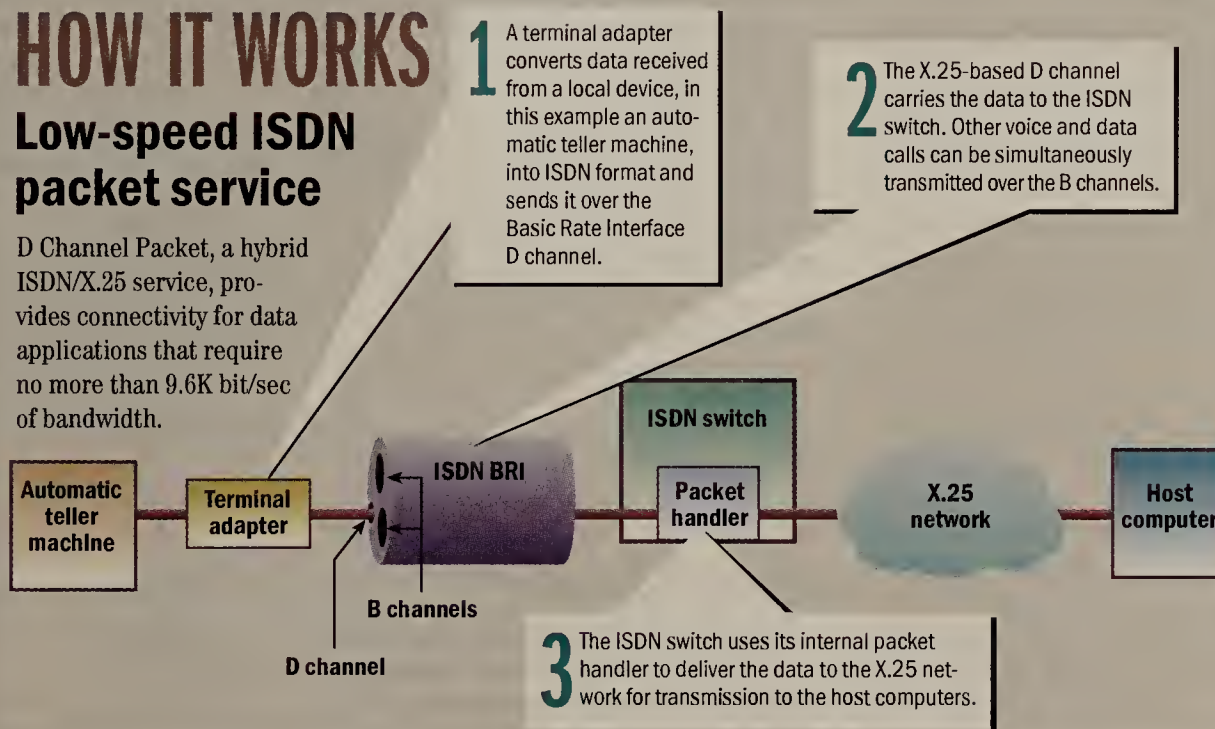 HOW IT WORKS
Low-speed ISDN
packet service
D Channel Packet, a hybrid
ISDN/X.25 service, pro-
vides connectivity for data
applications that require
no more than 9.6K bit/sec
of bandwidth.
1
A terminal adapter
converts data received
from a local device, in
this example an auto-
matic teller machine,
into ISDN format and
sends it over the
Basic Rate Interface
D channel.
2
The X.25-based D channel
carries the data to the ISDN
switch. Other voice and data
calls can be simultaneously
transmitted over the B channels.
Automatic
teller
machine
Terminal
adapter
ISDN BRI
ISDN switch
Packet
handler
X.25
network
Host
computer
B channels
D channel
3
The ISDN switch uses its internal packet
handler to deliver the data to the X.25 net-
work for transmission to the host computers.